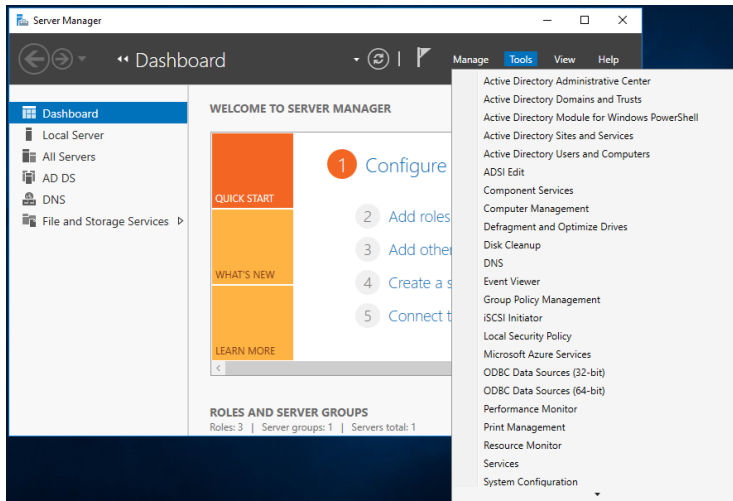 Server Manager
Dashboard
Manage Tools View Help
Dashboard
Local Server
All Servers
AD DS
DNS
File and Storage Services
WELCOME TO SERVER MANAGER
QUICK START
WHAT'S NEW
LEARN MORE
1 Configure
2 Add roles
3 Add other
4 Create a s
5 Connect t
ROLES AND SERVER GROUPS
Roles: 3 | Server groups: 1 | Servers total: 1
Active Directory Administrative Center
Active Directory Domains and Trusts
Active Directory Module for Windows PowerShell
Active Directory Sites and Services
Active Directory Users and Computers
ADSI Edit
Component Services
Computer Management
Defragment and Optimize Drives
Disk Cleanup
DNS
Event Viewer
Group Policy Management
iSCSI Initiator
Local Security Policy
Microsoft Azure Services
ODBC Data Sources (32-bit)
ODBC Data Sources (64-bit)
Performance Monitor
Print Management
Resource Monitor
Services
System Configuration